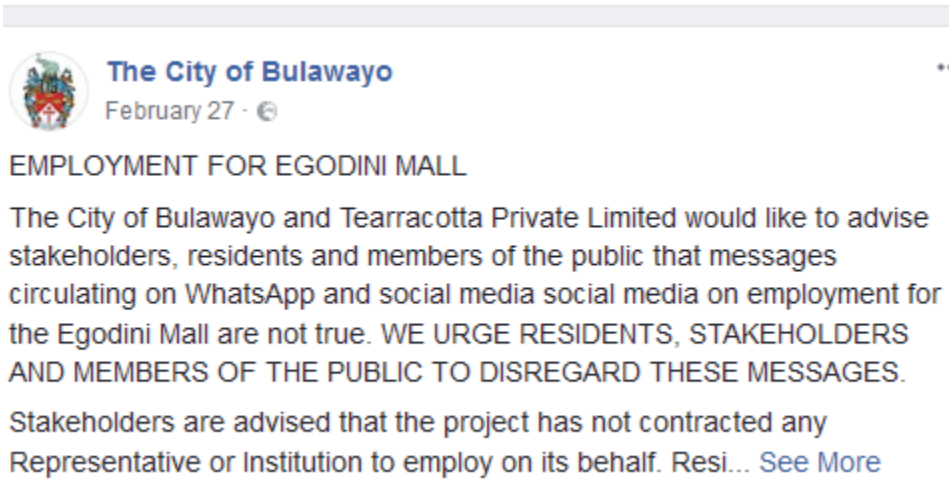 The City of Bulawayo
February 27 ·
EMPLOYMENT FOR EGODINI MALL
The City of Bulawayo and Tearracotta Private Limited would like to advise
stakeholders, residents and members of the public that messages
circulating on WhatsApp and social media social media on employment for
the Egodini Mall are not true. WE URGE RESIDENTS, STAKEHOLDERS
AND MEMBERS OF THE PUBLIC TO DISREGARD THESE MESSAGES.
Stakeholders are advised that the project has not contracted any
Representative or Institution to employ on its behalf. Resi... See More